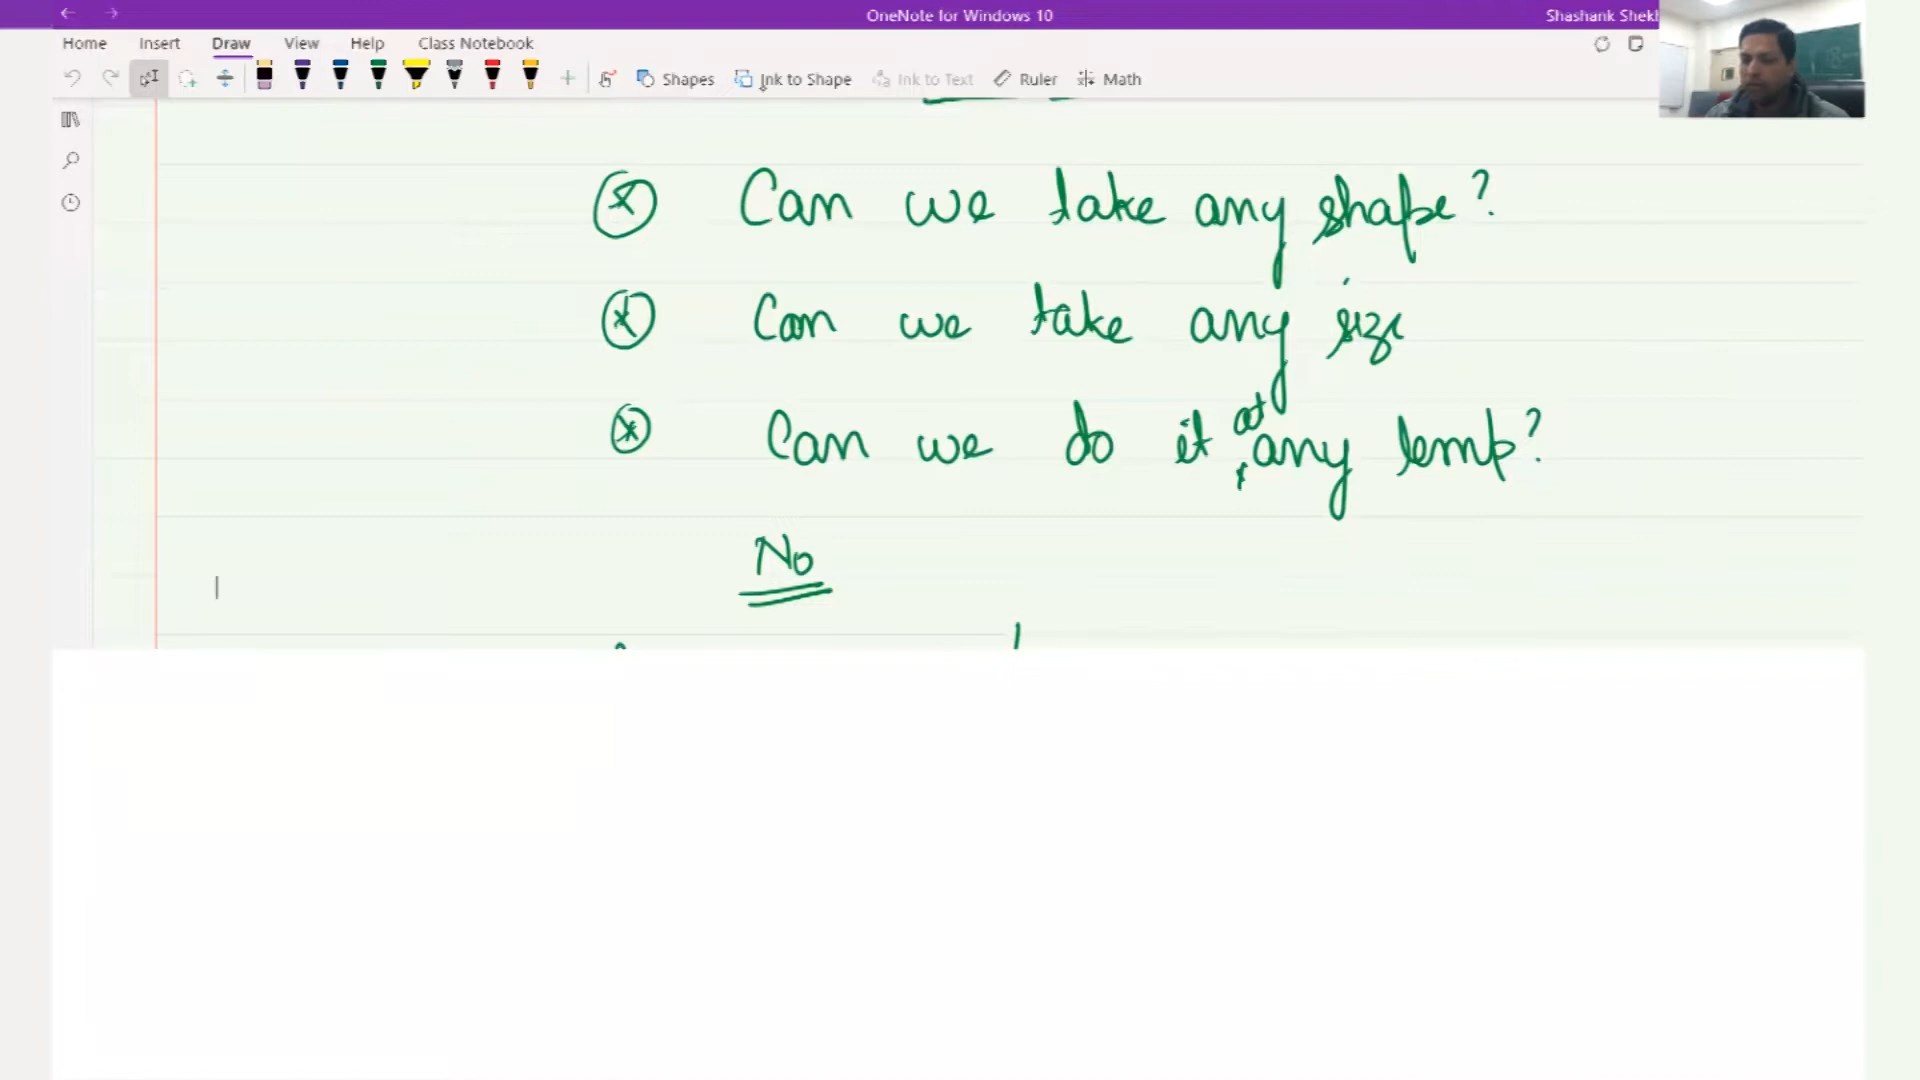 OneNote for Windows 10
Shashank Shekh
Home Insert Draw View Help Class Notebook
Shapes Ink to Shape Ink to Text Ruler Math
Can we take any shape?
Can we take any size
Can we do it at any temp?
No